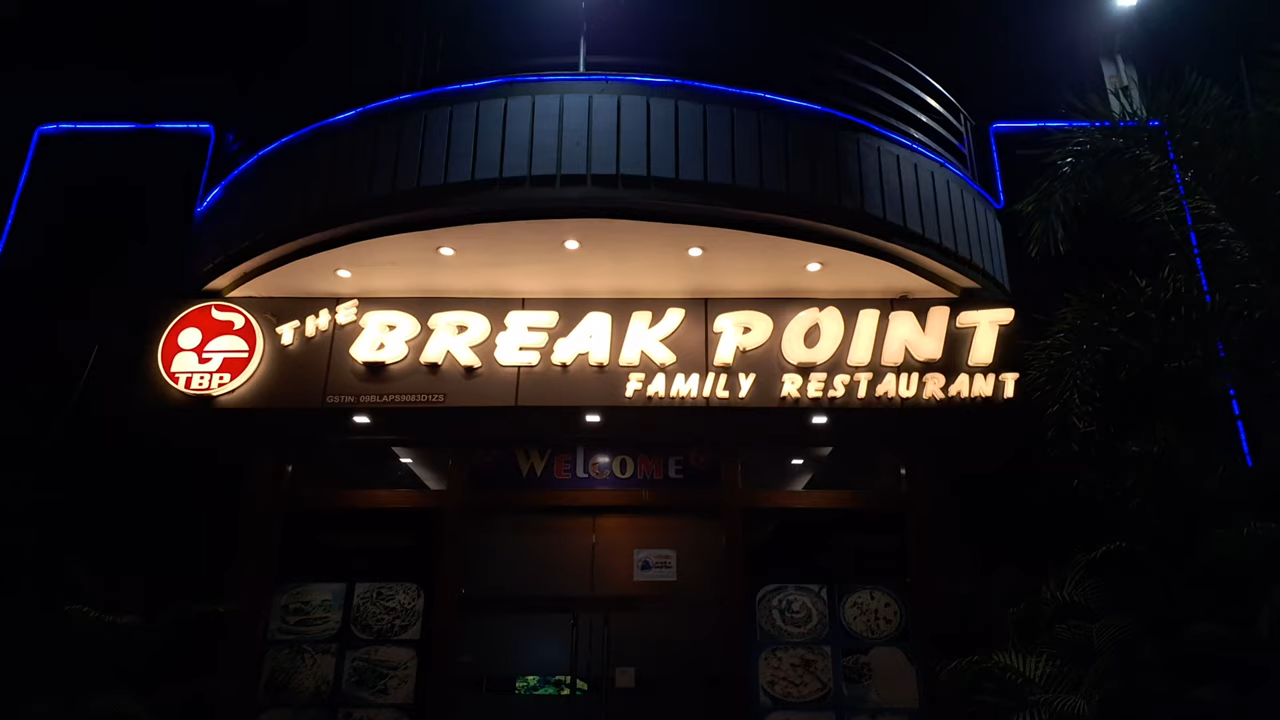 THE BREAK POINT
FAMILY RESTAURANT
TBP
GSTIN: 09BLAPS9083D1ZS
WELCOME